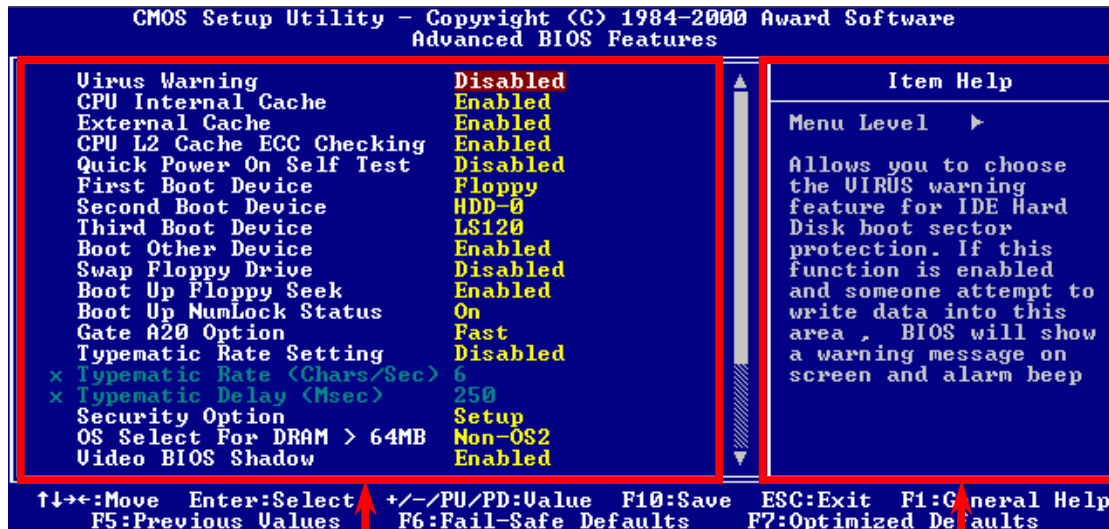 CMOS Setup Utility – Copyright (C) 1984-2000 Award Software
Advanced BIOS Features
Virus Warning Disabled
CPU Internal Cache Enabled
External Cache Enabled
CPU L2 Cache ECC Checking Enabled
Quick Power On Self Test Disabled
First Boot Device Floppy
Second Boot Device HDD-0
Third Boot Device LS120
Boot Other Device Enabled
Swap Floppy Drive Disabled
Boot Up Floppy Seek Enabled
Boot Up NumLock Status On
Gate A20 Option Fast
Typematic Rate Setting Disabled
x Typematic Rate (Chars/Sec) 6
x Typematic Delay (Msec) 250
Security Option Setup
OS Select For DRAM > 64MB Non-OS2
Video BIOS Shadow Enabled
Item Help
Menu Level ▶
Allows you to choose
the VIRUS warning
feature for IDE Hard
Disk boot sector
protection. If this
function is enabled
and someone attempt to
write data into this
area , BIOS will show
a warning message on
screen and alarm beep
↑↓→←:Move Enter:Select +/-/PU/PD:Value F10:Save ESC:Exit F1:General Help
F5:Previous Values F6:Fail-Safe Defaults F7:Optimized Defaults